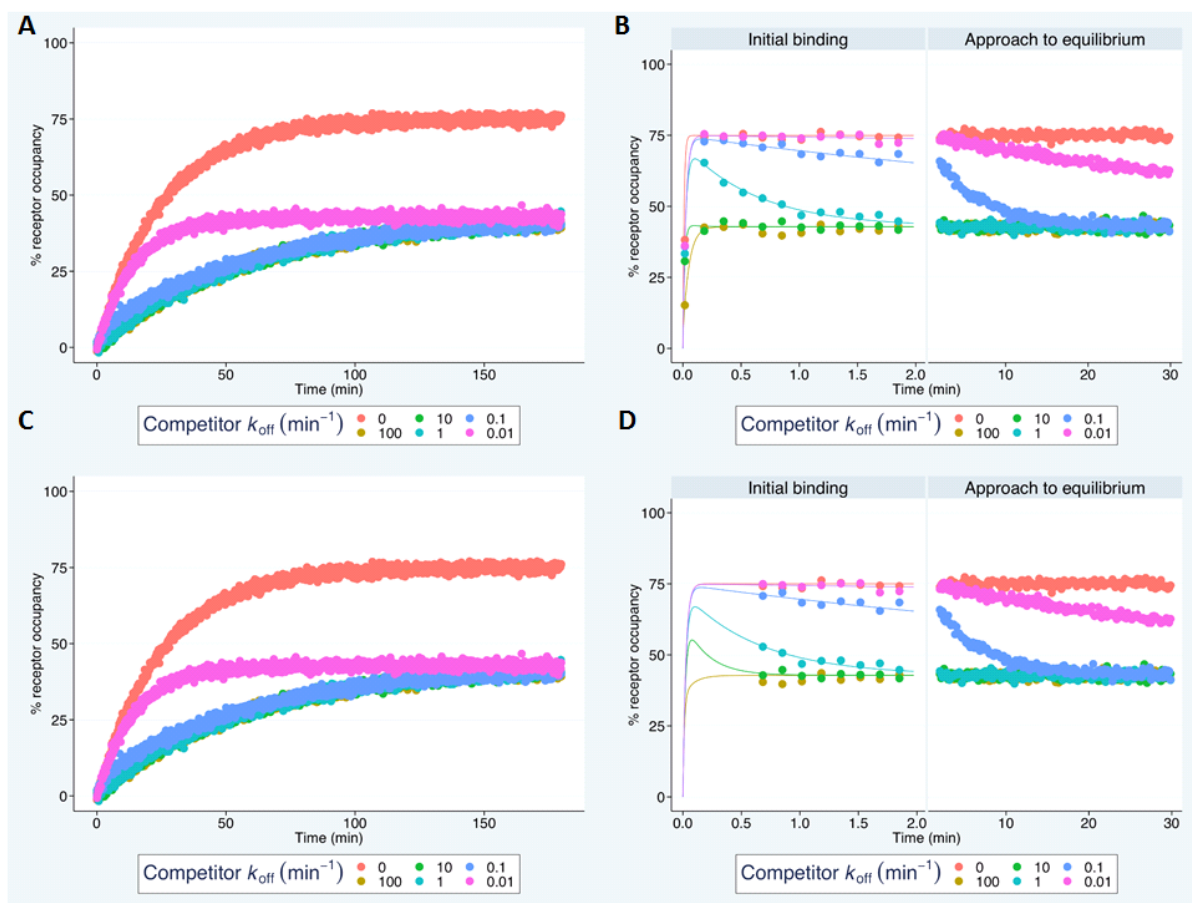 A
100
75
50
25
0
% receptor occupancy
0 50 100 150
Time (min)
Competitor koff (min⁻¹) 0 10 0.1
100 1 0.01
B
Initial binding Approach to equilibrium
100
75
50
25
0
% receptor occupancy
0.0 0.5 1.0 1.5 2.0 10 20 30
Time (min) Time (min)
Competitor koff (min⁻¹) 0 10 0.1
100 1 0.01
C
100
75
50
25
0
% receptor occupancy
0 50 100 150
Time (min)
Competitor koff (min⁻¹) 0 10 0.1
100 1 0.01
D
Initial binding Approach to equilibrium
100
75
50
25
0
% receptor occupancy
0.0 0.5 1.0 1.5 2.0 10 20 30
Time (min) Time (min)
Competitor koff (min⁻¹) 0 10 0.1
100 1 0.01